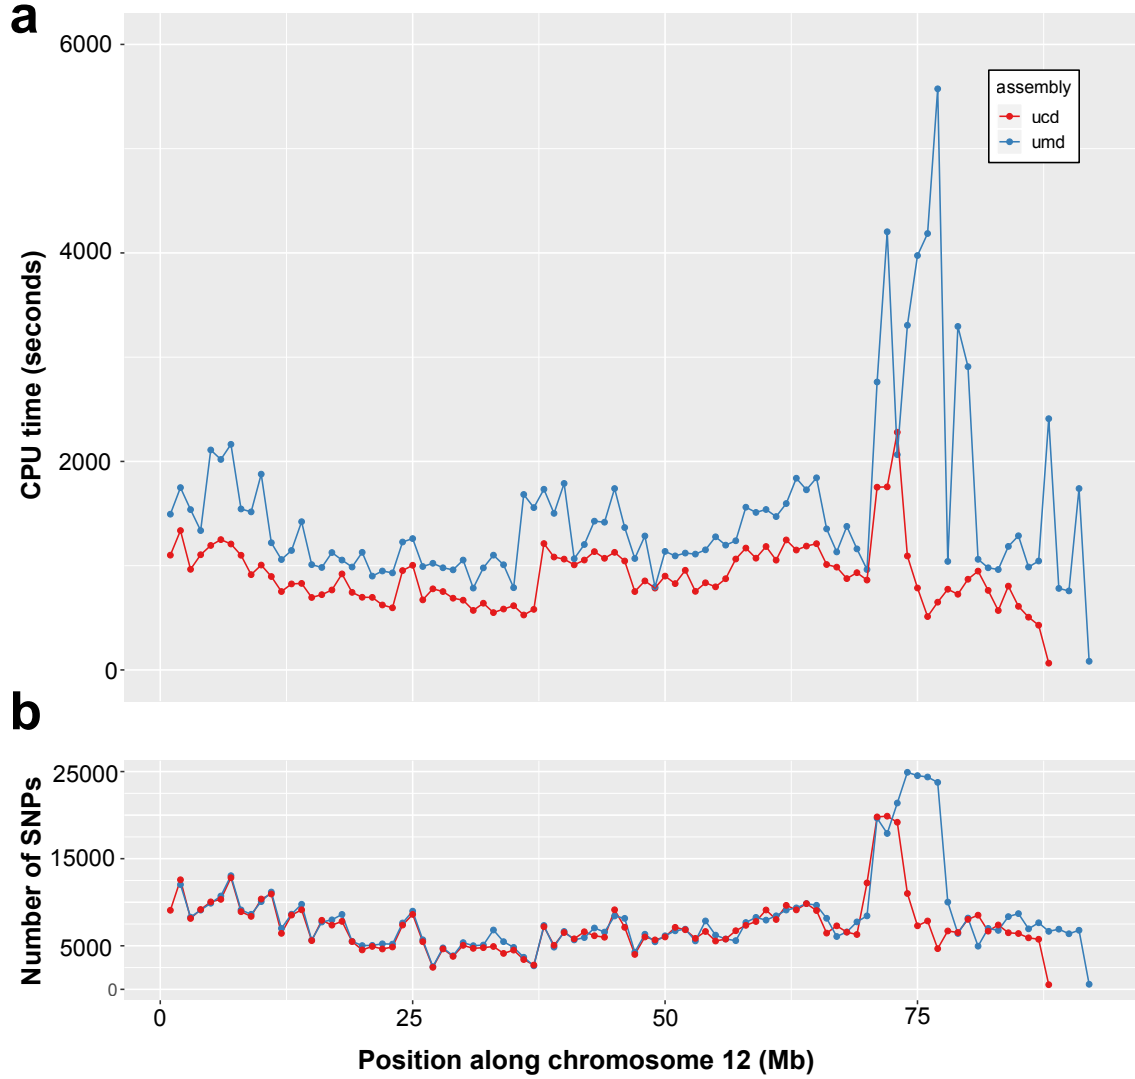 a
6000
4000
2000
0
CPU time (seconds)
assembly
ucd
umd
b
25000
15000
5000
0
Number of SNPs
0 25 50 75
Position along chromosome 12 (Mb)